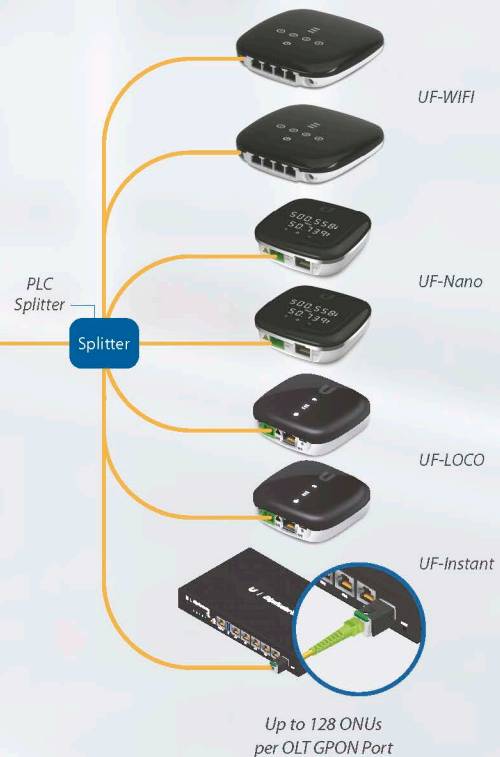 UF-WIFI
UF-Nano
PLC
Splitter
Splitter
UF-LOCO
UF-Instant
Up to 128 ONUs
per OLT GPON Port